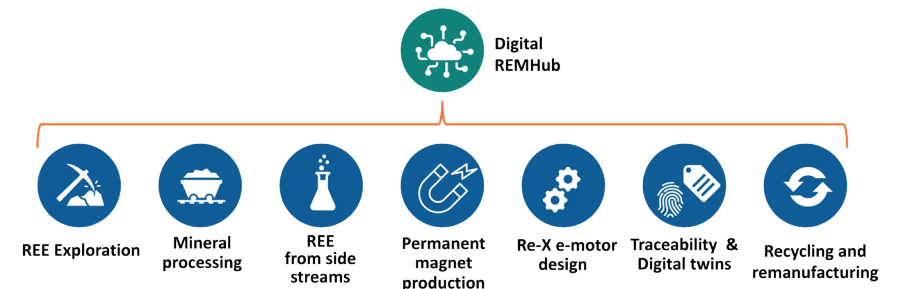 Digital
REMHub
REE Exploration
Mineral
processing
REE
from side
streams
Permanent
magnet
production
Re-X e-motor
design
Traceability &
Digital twins
Recycling and
remanufacturing